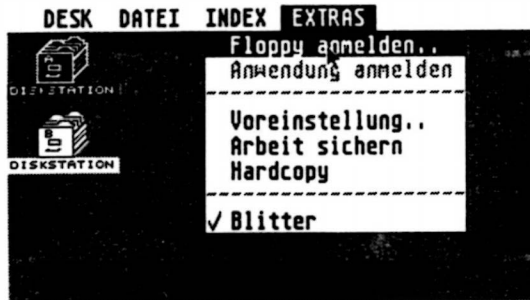 DESK DATEI INDEX EXTRAS
Floppy anmelden..
Anwendung anmelden
A
DISKSTATION
Voreinstellung..
B
Arbeit sichern
DISKSTATION
Hardcopy
✓ Blitter